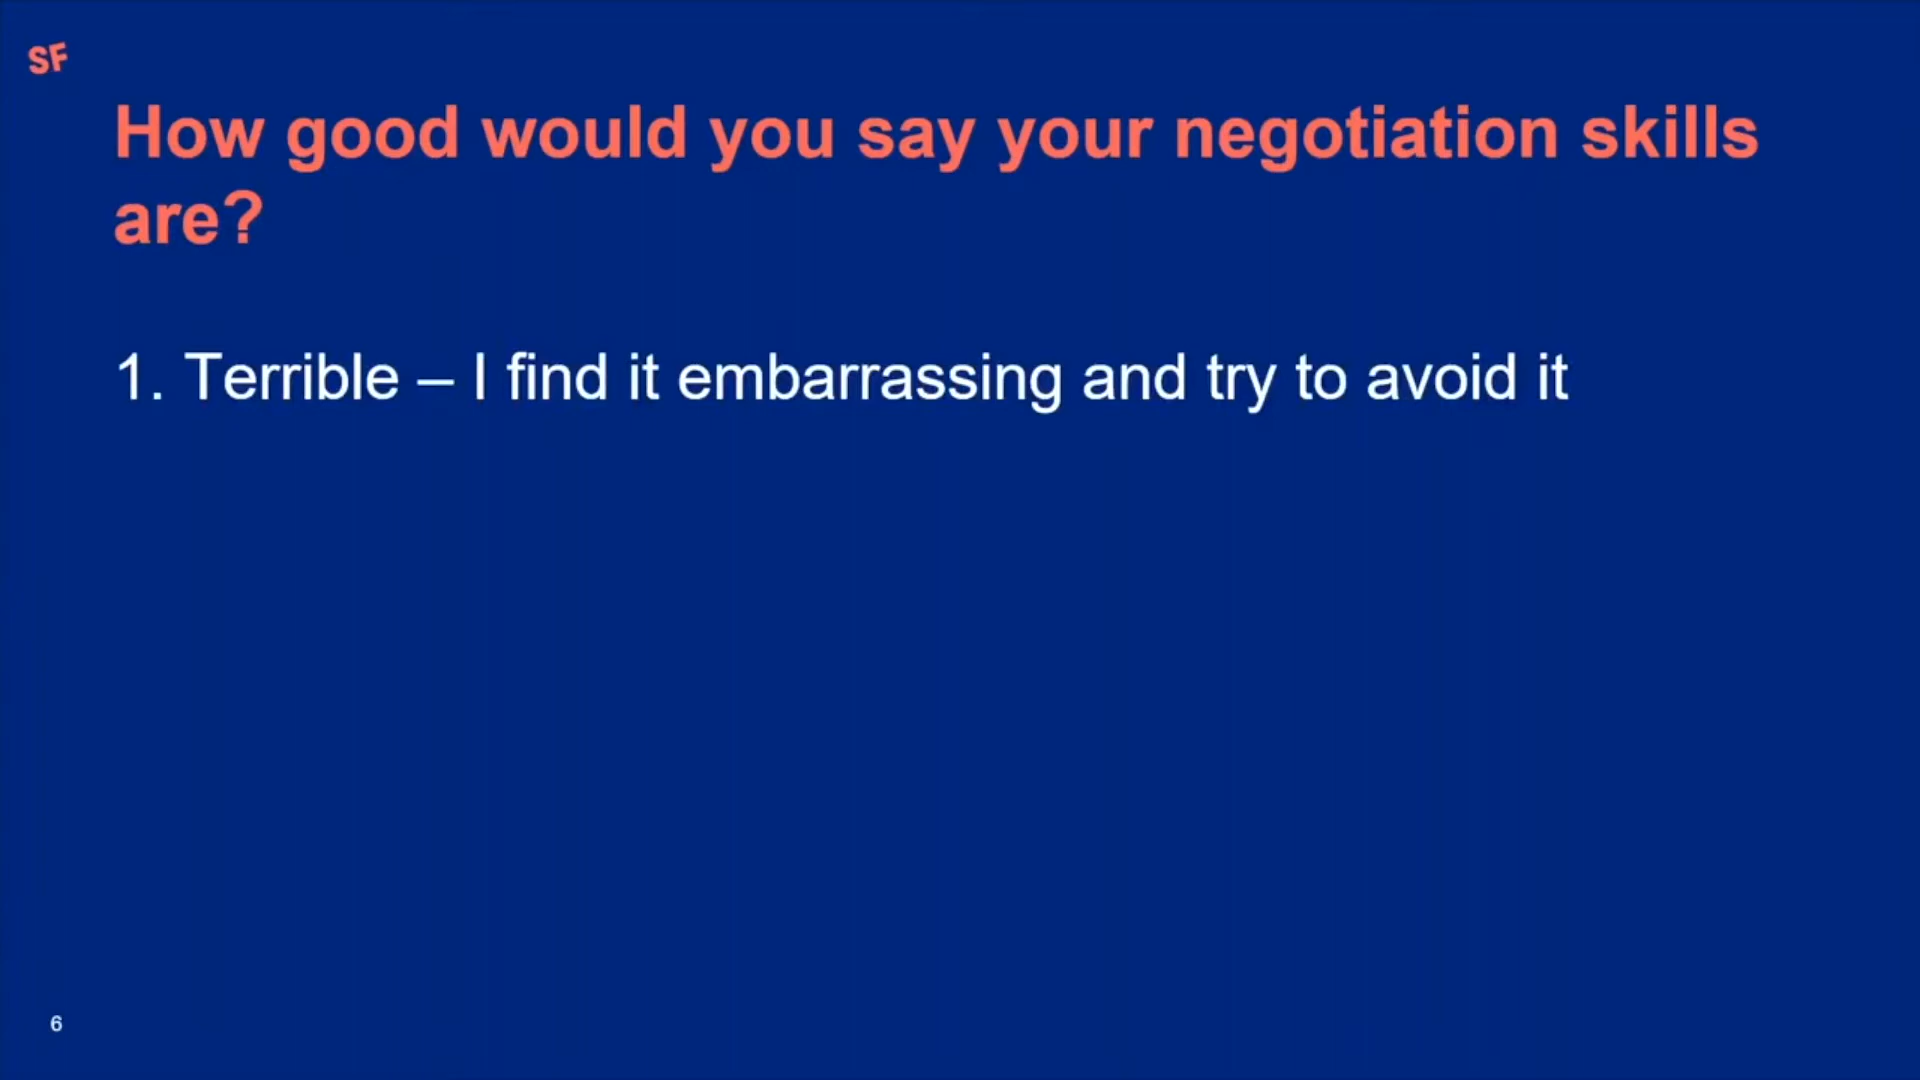 SF
How good would you say your negotiation skills
are?
1. Terrible – I find it embarrassing and try to avoid it
6